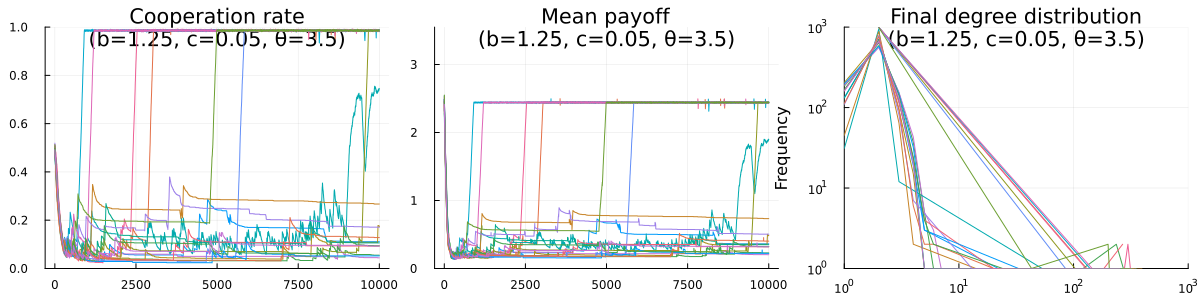 Cooperation rate
(b=1.25, c=0.05, θ=3.5)
1.0
0.8
0.6
0.4
0.2
0.0
0 2500 5000 7500 10000
Mean payoff
(b=1.25, c=0.05, θ=3.5)
3
2
1
0
0 2500 5000 7500 10000
Final degree distribution
(b=1.25, c=0.05, θ=3.5)
Frequency
10³
10²
10¹
10⁰
10⁰ 10¹ 10² 10³